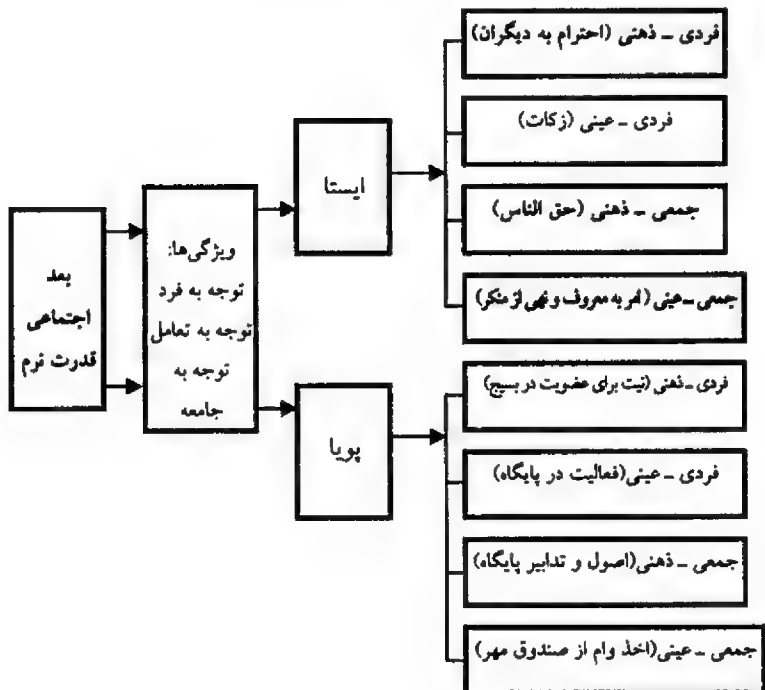 بعد
اجتماعی
قدرت نرم
ویژگی‌ها:
توجه به فرد
توجه به تعامل
توجه به
جامعه
ایستا
فردی ـ ذهنی (احترام به دیگران)
فردی ـ عینی (زکات)
جمعی ـ ذهنی (حق الناس)
جمعی ـ عینی (امر به معروف و نهی از منکر)
پویا
فردی ـ ذهنی (نیت برای عضویت در بسیج)
فردی ـ عینی(فعالیت در پایگاه)
جمعی ـ ذهنی(اصول و تدابیر پایگاه)
جمعی ـ عینی(اخذ وام از صندوق مهر)